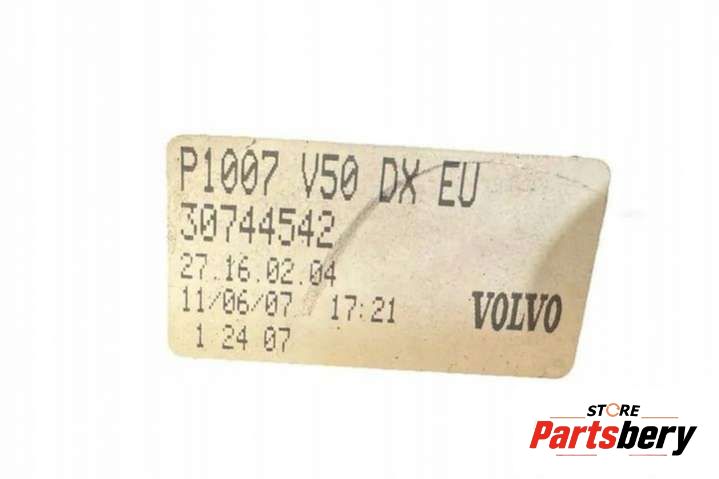 P1007 V50 DX EU
30744542
27.16.02.04
11/06/07 17:21
1 24 07
VOLVO
STORE
Partsbery